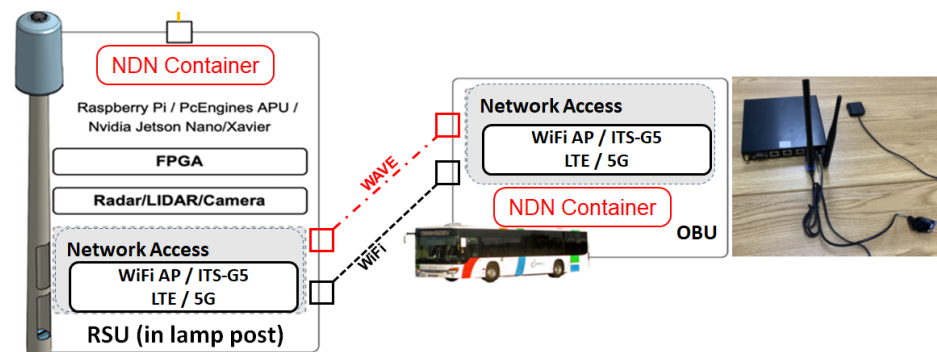 NDN Container
Raspberry Pi / PcEngines APU /
Nvidia Jetson Nano/Xavier
FPGA
Radar/LIDAR/Camera
Network Access
WiFi AP / ITS-G5
LTE / 5G
RSU (in lamp post)
WAVE
WiFi
Network Access
WiFi AP / ITS-G5
LTE / 5G
NDN Container
OBU